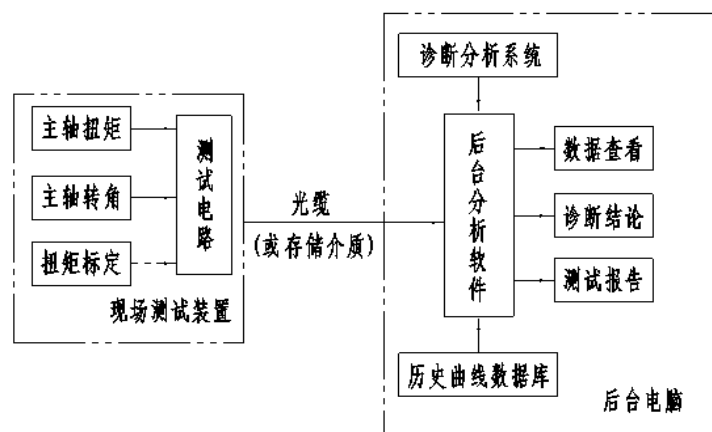 诊断分析系统
主轴扭矩
主轴转角
扭矩标定
测试电路
现场测试装置
光缆
(或存储介质)
后台分析软件
数据查看
诊断结论
测试报告
历史曲线数据库
后台电脑